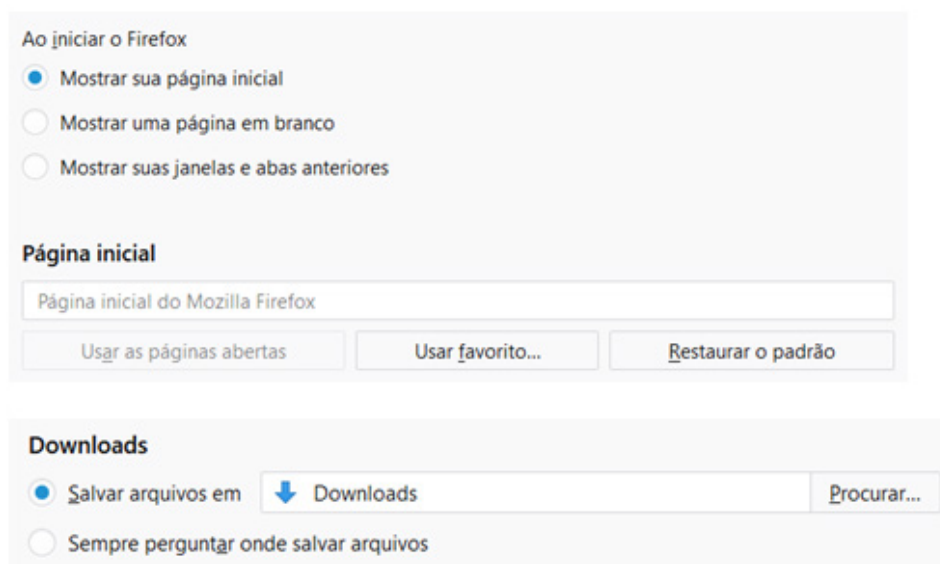 Ao iniciar o Firefox
Mostrar sua página inicial
Mostrar uma página em branco
Mostrar suas janelas e abas anteriores
Página inicial
Página inicial do Mozilla Firefox
Usar as páginas abertas Usar favorito... Restaurar o padrão
Downloads
Salvar arquivos em Downloads Procurar...
Sempre perguntar onde salvar arquivos